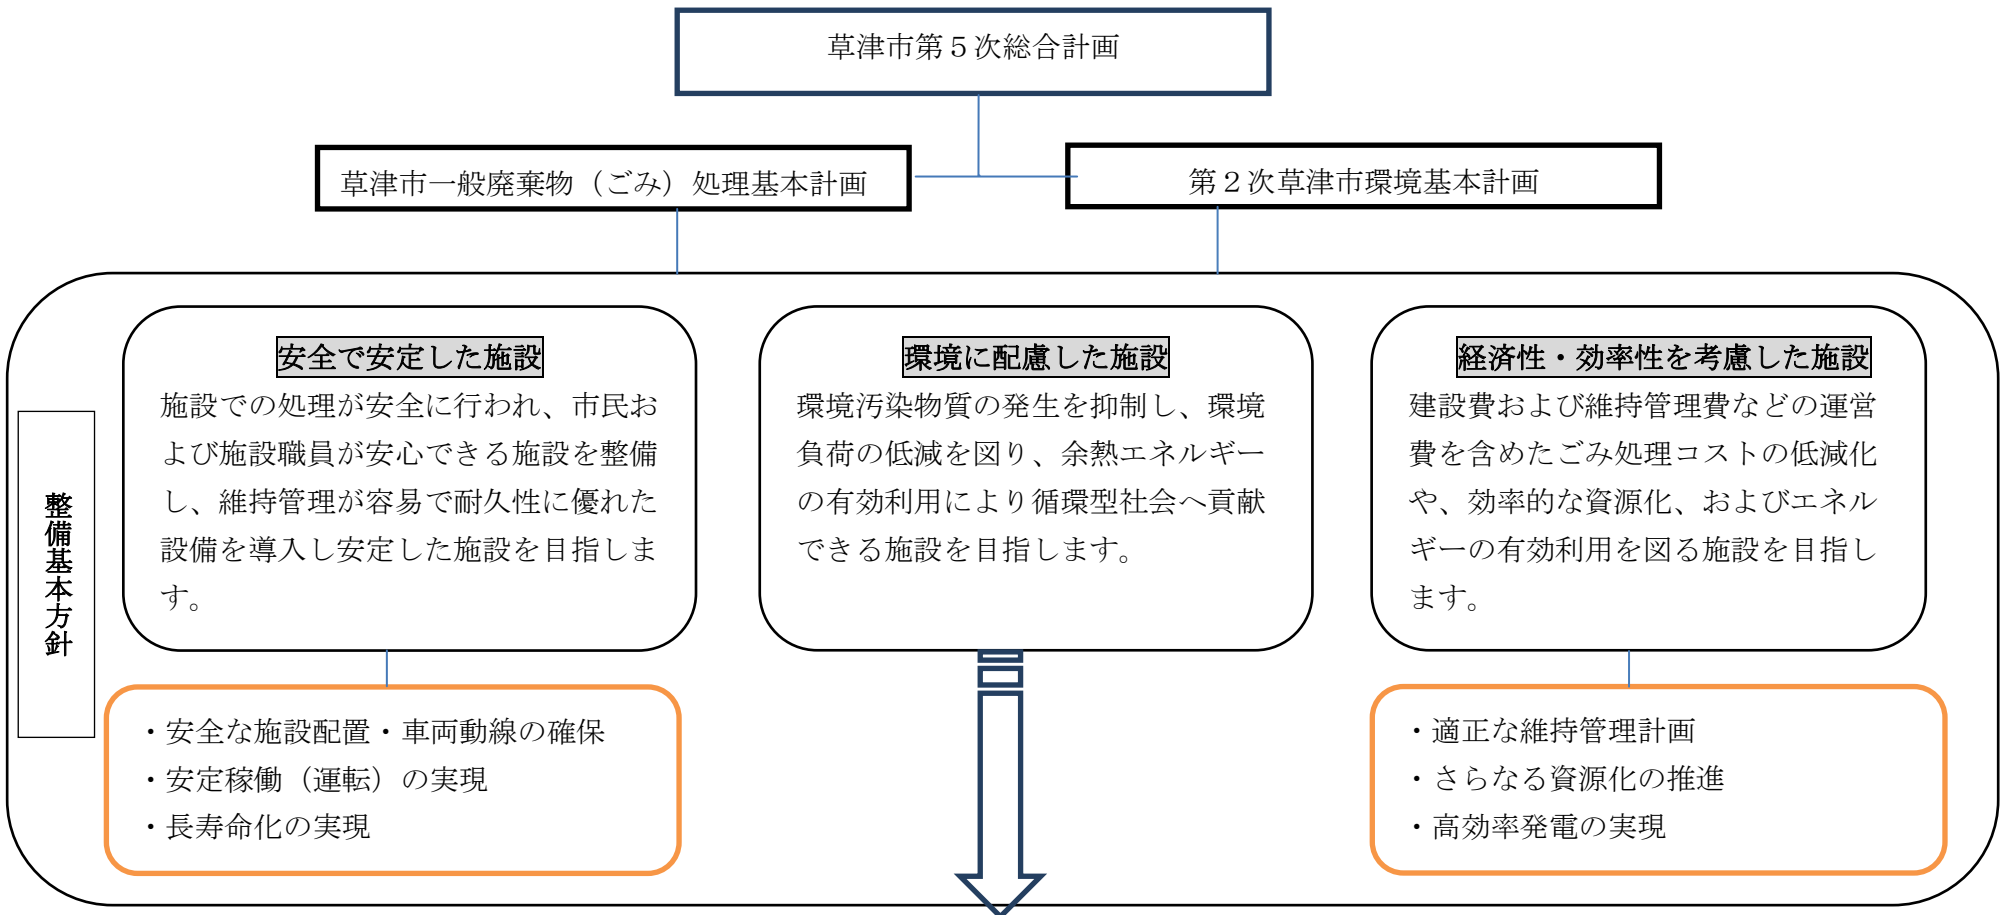 草津市第５次総合計画
草津市一般廃棄物（ごみ）処理基本計画
第２次草津市環境基本計画
整備基本方針
安全で安定した施設
施設での処理が安全に行われ、市民お
よび施設職員が安心できる施設を整備
し、維持管理が容易で耐久性に優れた
設備を導入し安定した施設を目指しま
す。
環境に配慮した施設
環境汚染物質の発生を抑制し、環境
負荷の低減を図り、余熱エネルギー
の有効利用により循環型社会へ貢献
できる施設を目指します。
経済性・効率性を考慮した施設
建設費および維持管理費などの運営
費を含めたごみ処理コストの低減化
や、効率的な資源化、およびエネル
ギーの有効利用を図る施設を目指し
ます。
・安全な施設配置・車両動線の確保
・安定稼働（運転）の実現
・長寿命化の実現
・適正な維持管理計画
・さらなる資源化の推進
・高効率発電の実現